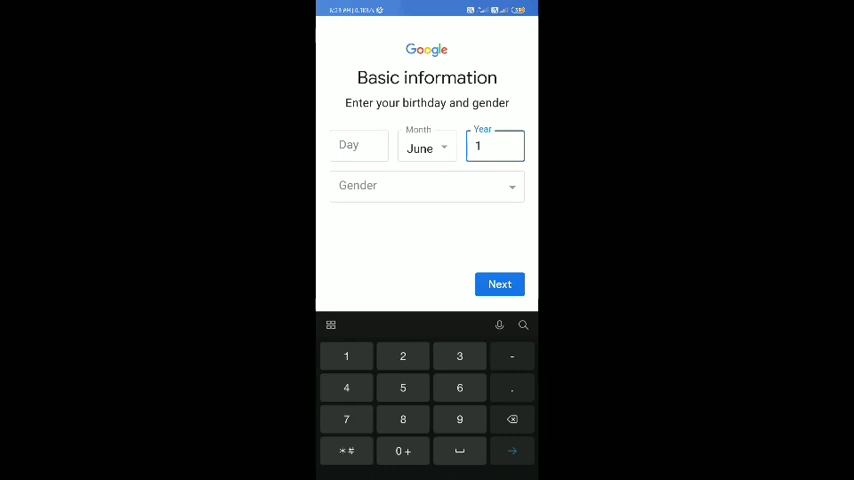 Google
Basic information
Enter your birthday and gender
Day
Month
June
Year
1
Gender
Next
1 2 3 -
4 5 6 .
7 8 9
*# 0 +